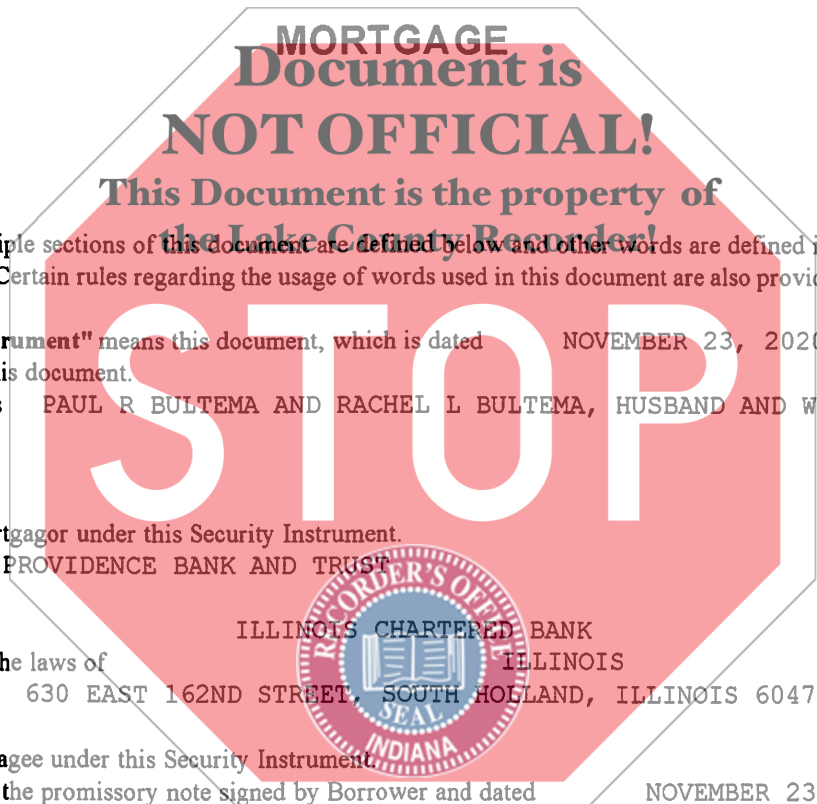 MORTGAGE
Document is
NOT OFFICIAL!
This Document is the property of
the Lake County Recorder!
iple sections of this document are defined below and other words are defined i
Certain rules regarding the usage of words used in this document are also provid
rument" means this document, which is dated NOVEMBER 23, 2020
is document.
s PAUL R BULTEMA AND RACHEL L BULTEMA, HUSBAND AND W
STOP
rtgagor under this Security Instrument.
PROVIDENCE BANK AND TRUST
RECORDER'S OFFICE
ILLINOIS CHARTERED BANK
he laws of ILLINOIS
630 EAST 162ND STREET, SOUTH HOLLAND, ILLINOIS 6047
SEAL
INDIANA
agee under this Security Instrument.
the promissory note signed by Borrower and dated NOVEMBER 23